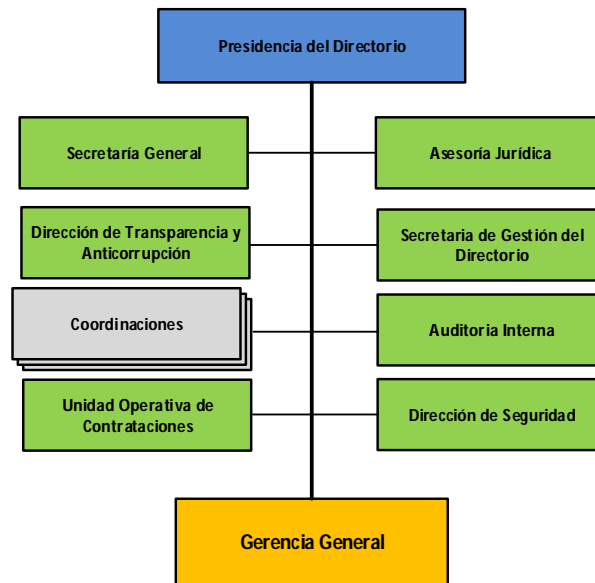 Presidencia del Directorio
Secretaría General
Asesoría Jurídica
Dirección de Transparencia y
Anticorrupción
Secretaria de Gestión del
Directorio
Coordinaciones
Auditoria Interna
Unidad Operativa de
Contrataciones
Dirección de Seguridad
Gerencia General